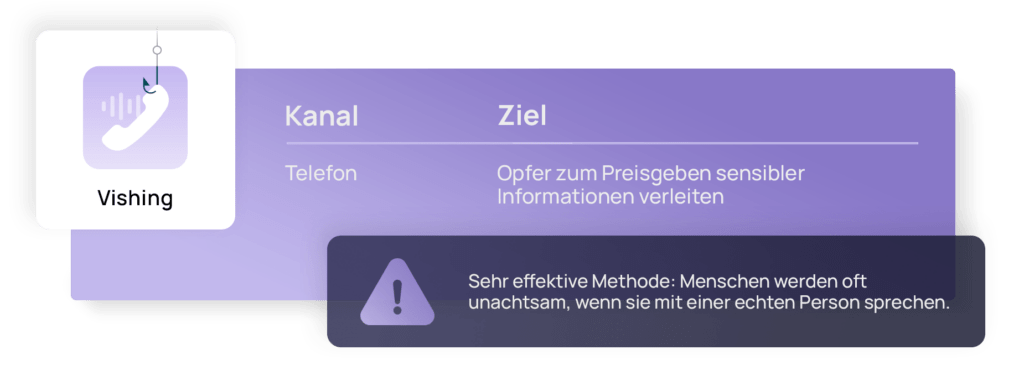 Vishing
Kanal
Ziel
Telefon
Opfer zum Preisgeben sensibler
Informationen verleiten
Sehr effektive Methode: Menschen werden oft
unachtsam, wenn sie mit einer echten Person sprechen.